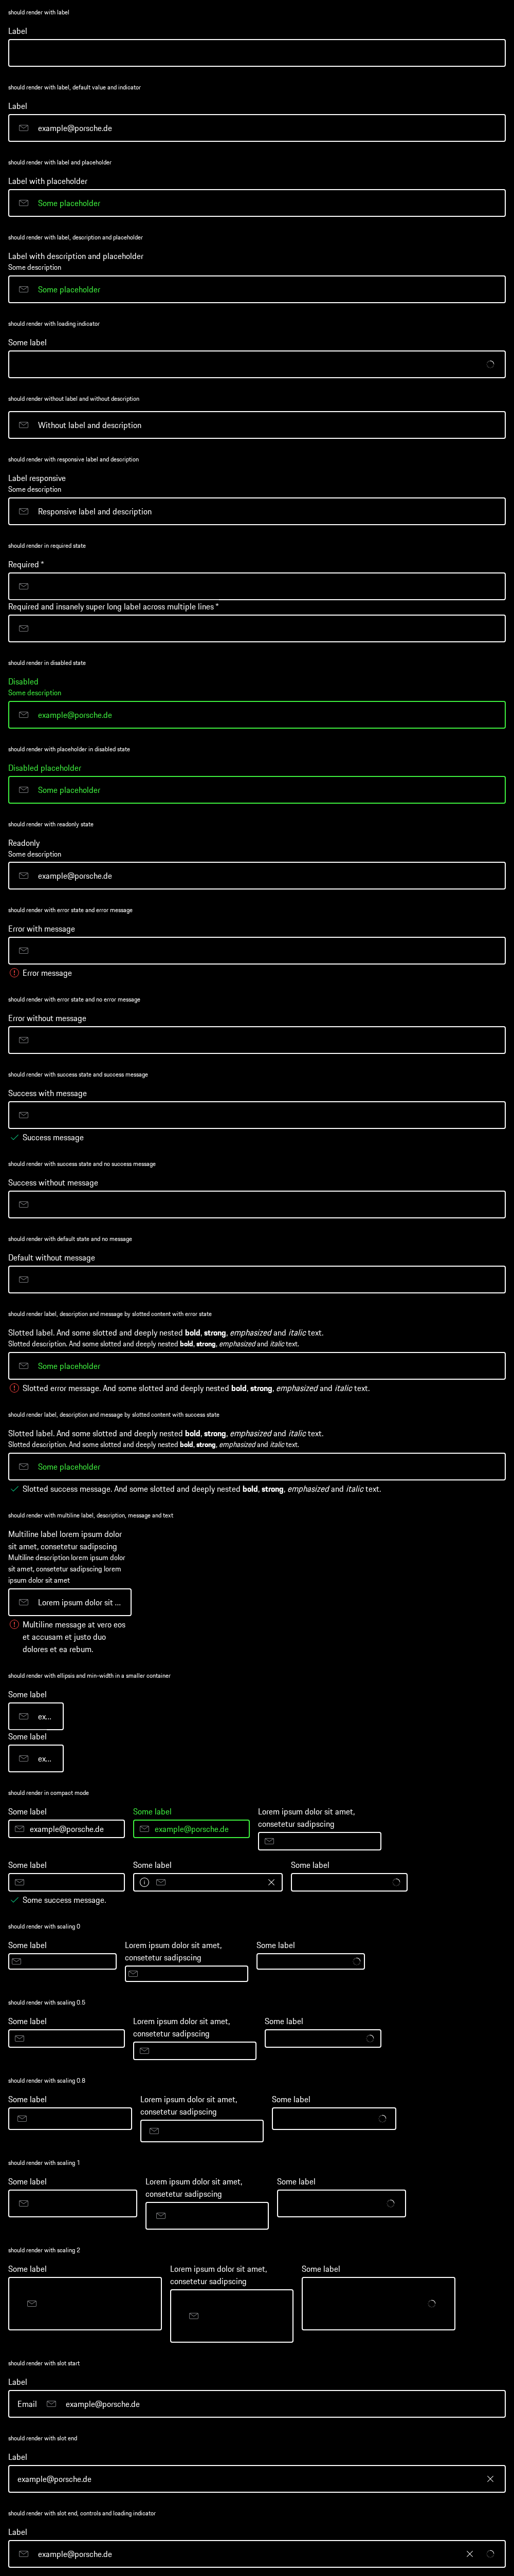 should render with label
Label
should render with label, default value and indicator
Label
example@porsche.de
should render with label and placeholder
Label with placeholder
Some placeholder
should render with label, description and placeholder
Label with description and placeholder
Some description
Some placeholder
should render with loading indicator
Some label
should render without label and without description
Without label and description
should render with responsive label and description
Label responsive
Some description
Responsive label and description
should render in required state
Required *
Required and insanely super long label across multiple lines *
should render in disabled state
Disabled
Some description
example@porsche.de
should render with placeholder in disabled state
Disabled placeholder
Some placeholder
should render with readonly state
Readonly
Some description
example@porsche.de
should render with error state and error message
Error with message
Error message
should render with error state and no error message
Error without message
should render with success state and success message
Success with message
Success message
should render with success state and no success message
Success without message
should render with default state and no message
Default without message
should render label, description and message by slotted content with error state
Slotted label. And some slotted and deeply nested bold, strong, emphasized and italic text.
Slotted description. And some slotted and deeply nested bold, strong, emphasized and italic text.
Some placeholder
Slotted error message. And some slotted and deeply nested bold, strong, emphasized and italic text.
should render label, description and message by slotted content with success state
Slotted label. And some slotted and deeply nested bold, strong, emphasized and italic text.
Slotted description. And some slotted and deeply nested bold, strong, emphasized and italic text.
Some placeholder
Slotted success message. And some slotted and deeply nested bold, strong, emphasized and italic text.
should render with multiline label, description, message and text
Multiline label lorem ipsum dolor
sit amet, consetetur sadipscing
Multiline description lorem ipsum dolor
sit amet, consetetur sadipscing lorem
ipsum dolor sit amet
Lorem ipsum dolor sit ...
Multiline message at vero eos
et accusam et justo duo
dolores et ea rebum.
should render with ellipsis and min-width in a smaller container
Some label
ex...
Some label
ex...
should render in compact mode
Some label
example@porsche.de
Some label
example@porsche.de
Lorem ipsum dolor sit amet,
consetetur sadipscing
Some label
Some success message.
Some label
Some label
should render with scaling 0
Some label
Lorem ipsum dolor sit amet,
consetetur sadipscing
Some label
should render with scaling 0.5
Some label
Lorem ipsum dolor sit amet,
consetetur sadipscing
Some label
should render with scaling 0.8
Some label
Lorem ipsum dolor sit amet,
consetetur sadipscing
Some label
should render with scaling 1
Some label
Lorem ipsum dolor sit amet,
consetetur sadipscing
Some label
should render with scaling 2
Some label
Lorem ipsum dolor sit amet,
consetetur sadipscing
Some label
should render with slot start
Label
Email
example@porsche.de
should render with slot end
Label
example@porsche.de
should render with slot end, controls and loading indicator
Label
example@porsche.de